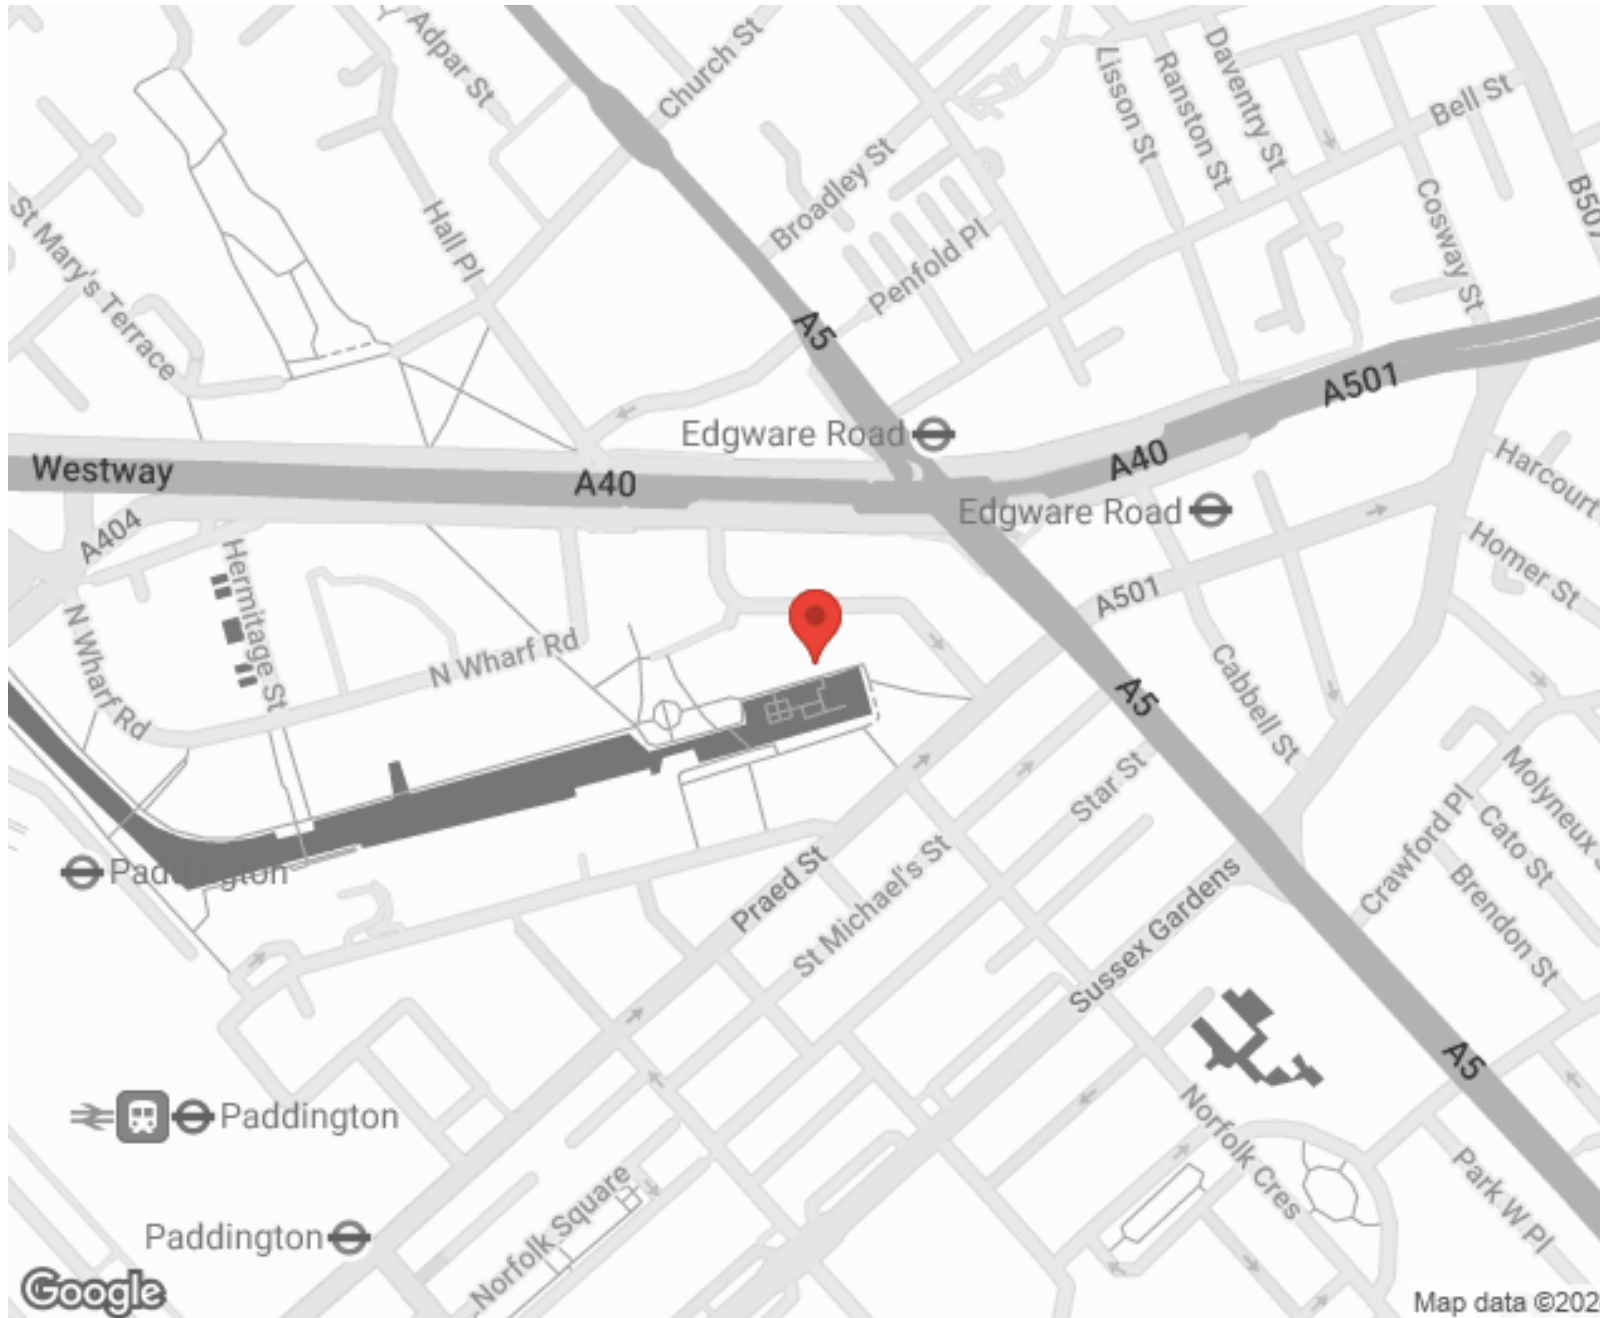 Adpar St
Church St
Lisson St
Ranston St
Daventry St
Bell St
Broadley St
St Mary's Terrace
Hall Pl
Penfold Pl
Cosway St
B507
A5
A501
Edgware Road
Westway
A40
A40
Edgware Road
Harcourt
A404
Hermitage St
A501
Homer St
N Wharf Rd
N Wharf Rd
A5
Cabbell St
Star St
Molyneux S
Crawford Pl
Cato St
Paddington
Praed St
St Michael's St
Sussex Gardens
Brendon St
A5
Paddington
Norfolk Cres
Park W Pl
Paddington
Norfolk Square
Google
Map data ©202